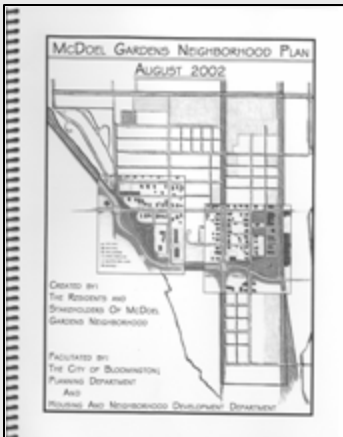 McDoel Gardens Neighborhood Plan
August 2002
Created by:
The Residents and
Stakeholders Of McDoel
Gardens Neighborhood
Facilitated by:
The City of Bloomington,
Planning Department
And
Housing And Neighborhood Development Department